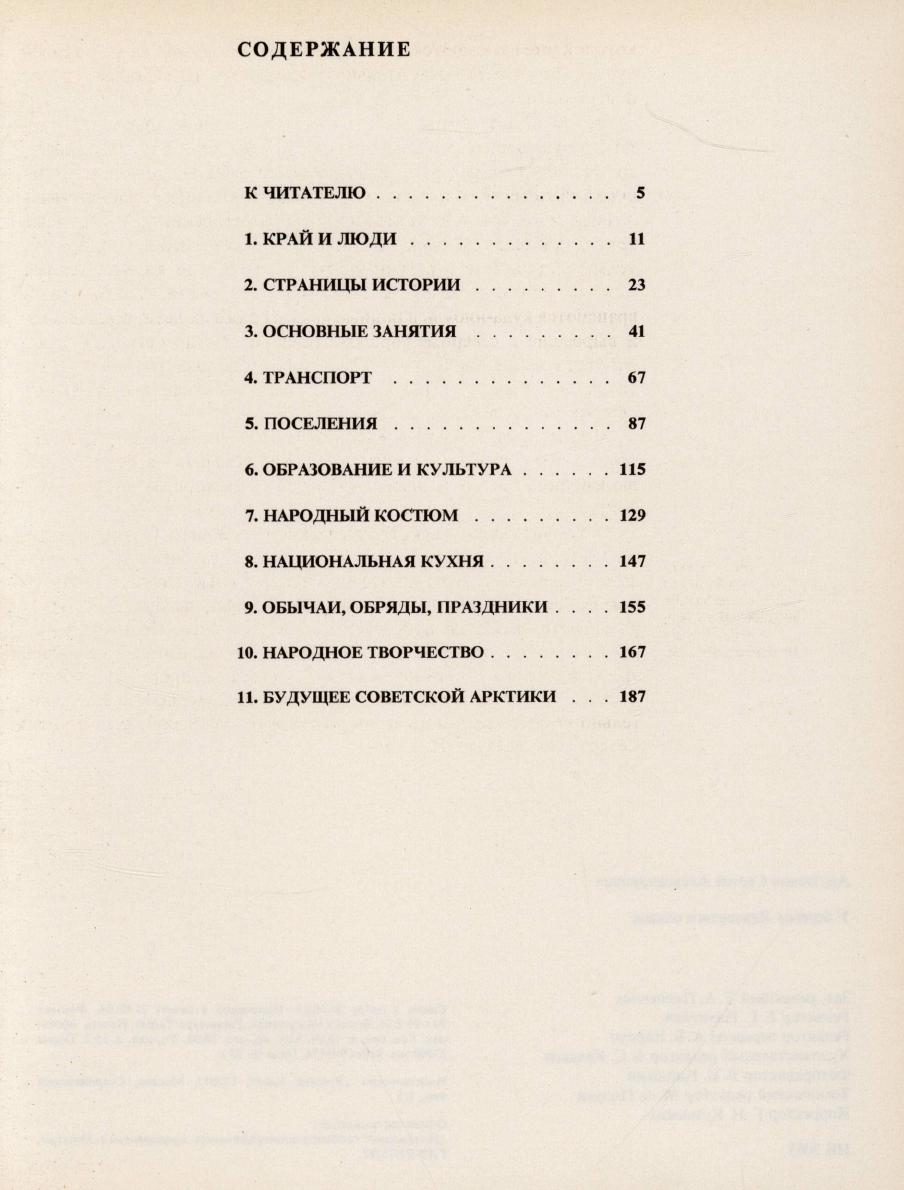 СОДЕРЖАНИЕ
К ЧИТАТЕЛЮ . . . . . . . . . . . . . . . 5
1. КРАЙ И ЛЮДИ . . . . . . . . . . . . . 11
2. СТРАНИЦЫ ИСТОРИИ . . . . . . . . . 23
3. ОСНОВНЫЕ ЗАНЯТИЯ . . . . . . . . . 41
4. ТРАНСПОРТ . . . . . . . . . . . . . . 67
5. ПОСЕЛЕНИЯ . . . . . . . . . . . . . . 87
6. ОБРАЗОВАНИЕ И КУЛЬТУРА . . . . . . 115
7. НАРОДНЫЙ КОСТЮМ . . . . . . . . . 129
8. НАЦИОНАЛЬНАЯ КУХНЯ . . . . . . . . 147
9. ОБЫЧАИ, ОБРЯДЫ, ПРАЗДНИКИ . . . . 155
10. НАРОДНОЕ ТВОРЧЕСТВО . . . . . . . . 167
11. БУДУЩЕЕ СОВЕТСКОЙ АРКТИКИ . . . 187